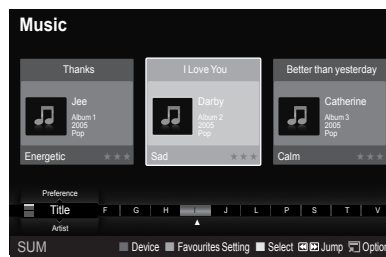 Music
Thanks
I Love You
Better than yesterday
Jee
Album 1
2005
Pop
Darby
Album 2
2005
Pop
Catherine
Album 3
2005
Pop
Energetic ★★★
Sad ★★★
Calm ★★★
Preference
Title F G H I J L P S T V
Artist
SUM Device Favourites Setting Select Jump Option